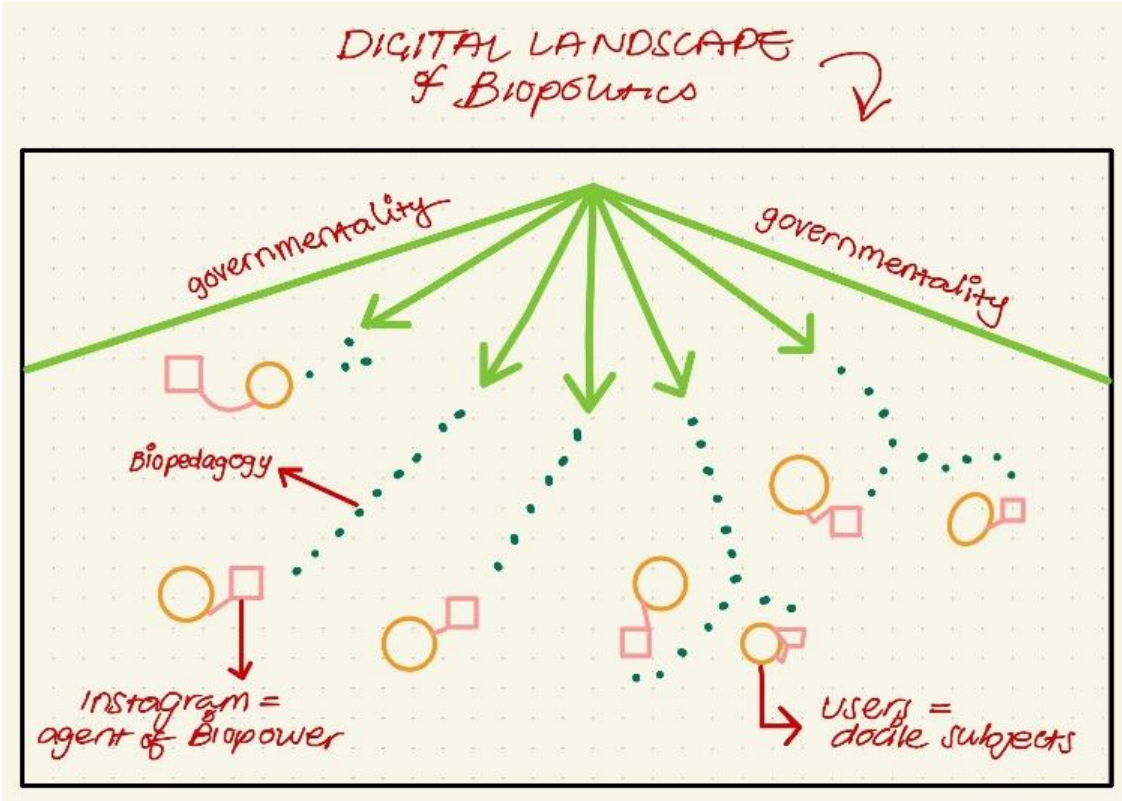 DIGITAL LANDSCAPE
of BIOPOLITICS
governmentality
governmentality
Biopedagogy
Instagram =
agent of Biopower
users =
docile subjects